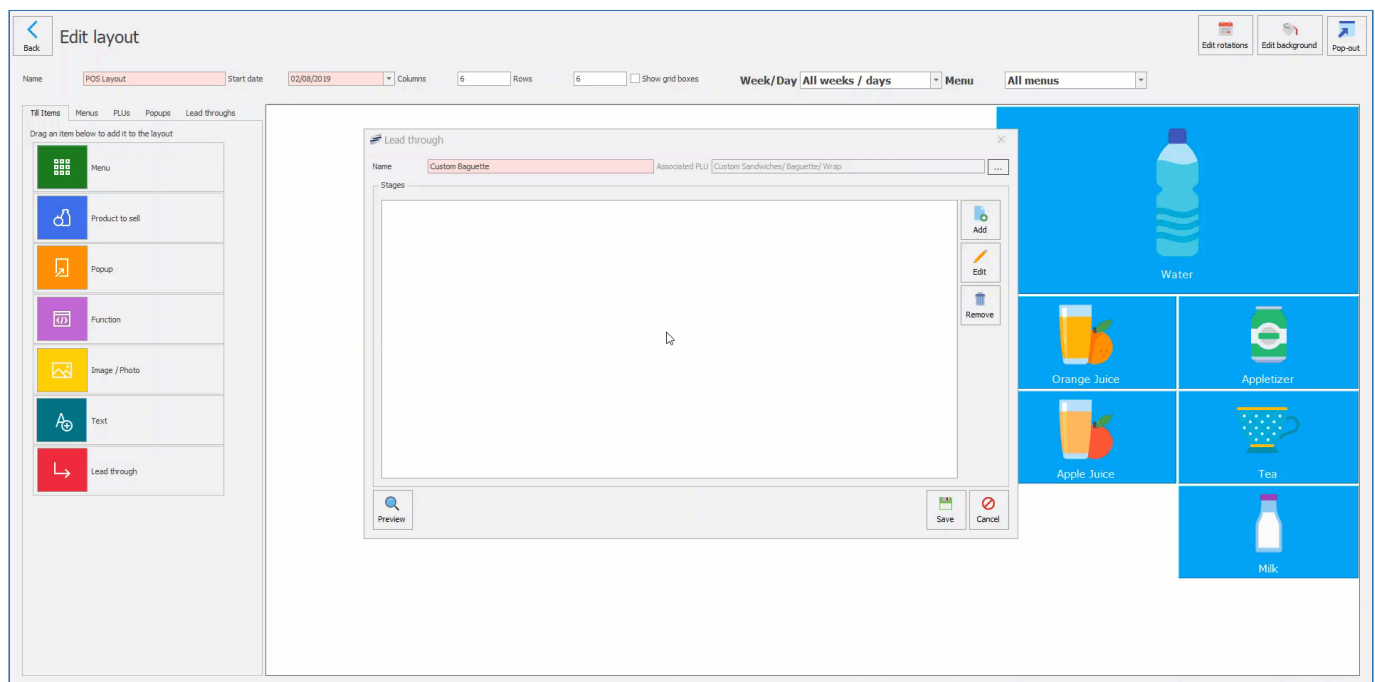 Back
Edit layout
Edit rotations
Edit background
Pop-out
Name
POS Layout
Start date
02/08/2019
Columns
6
Rows
6
Show grid boxes
Week/Day
All weeks / days
Menu
All menus
Till Items
Menus
PLUs
Popups
Lead throughs
Drag an item below to add it to the layout
Menu
Product to sell
Popup
Function
Image / Photo
Text
Lead through
Lead through
Name
Custom Baguette
Associated PLU
Custom Sandwiches/ Baguette/ Wrap
...
Stages
Add
Edit
Remove
Preview
Save
Cancel
Water
Orange Juice
Appletizer
Apple Juice
Tea
Milk